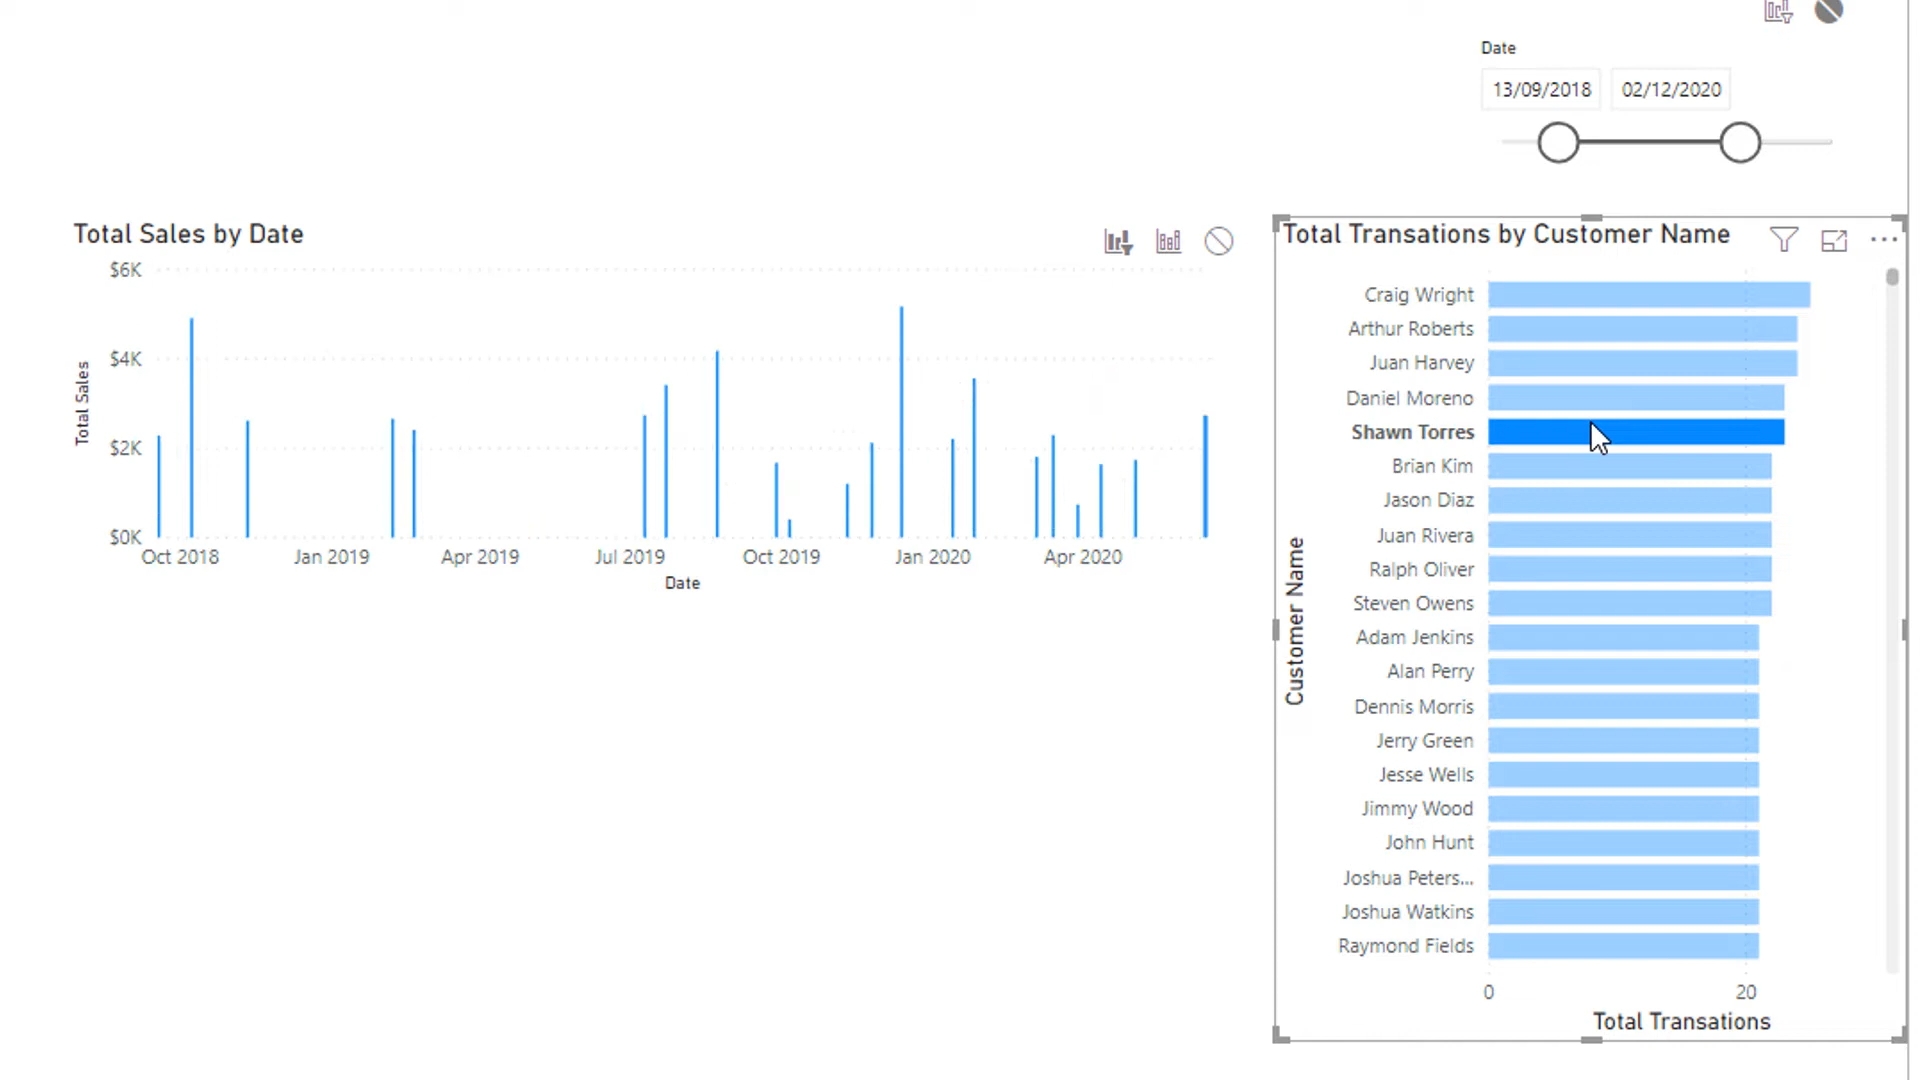 Date
13/09/2018 02/12/2020
Total Sales by Date
$6K
$4K
$2K
$0K
Total Sales
Oct 2018 Jan 2019 Apr 2019 Jul 2019 Oct 2019 Jan 2020 Apr 2020
Date
Total Transations by Customer Name
Customer Name
Craig Wright
Arthur Roberts
Juan Harvey
Daniel Moreno
Shawn Torres
Brian Kim
Jason Diaz
Juan Rivera
Ralph Oliver
Steven Owens
Adam Jenkins
Alan Perry
Dennis Morris
Jerry Green
Jesse Wells
Jimmy Wood
John Hunt
Joshua Peters...
Joshua Watkins
Raymond Fields
0 20
Total Transations